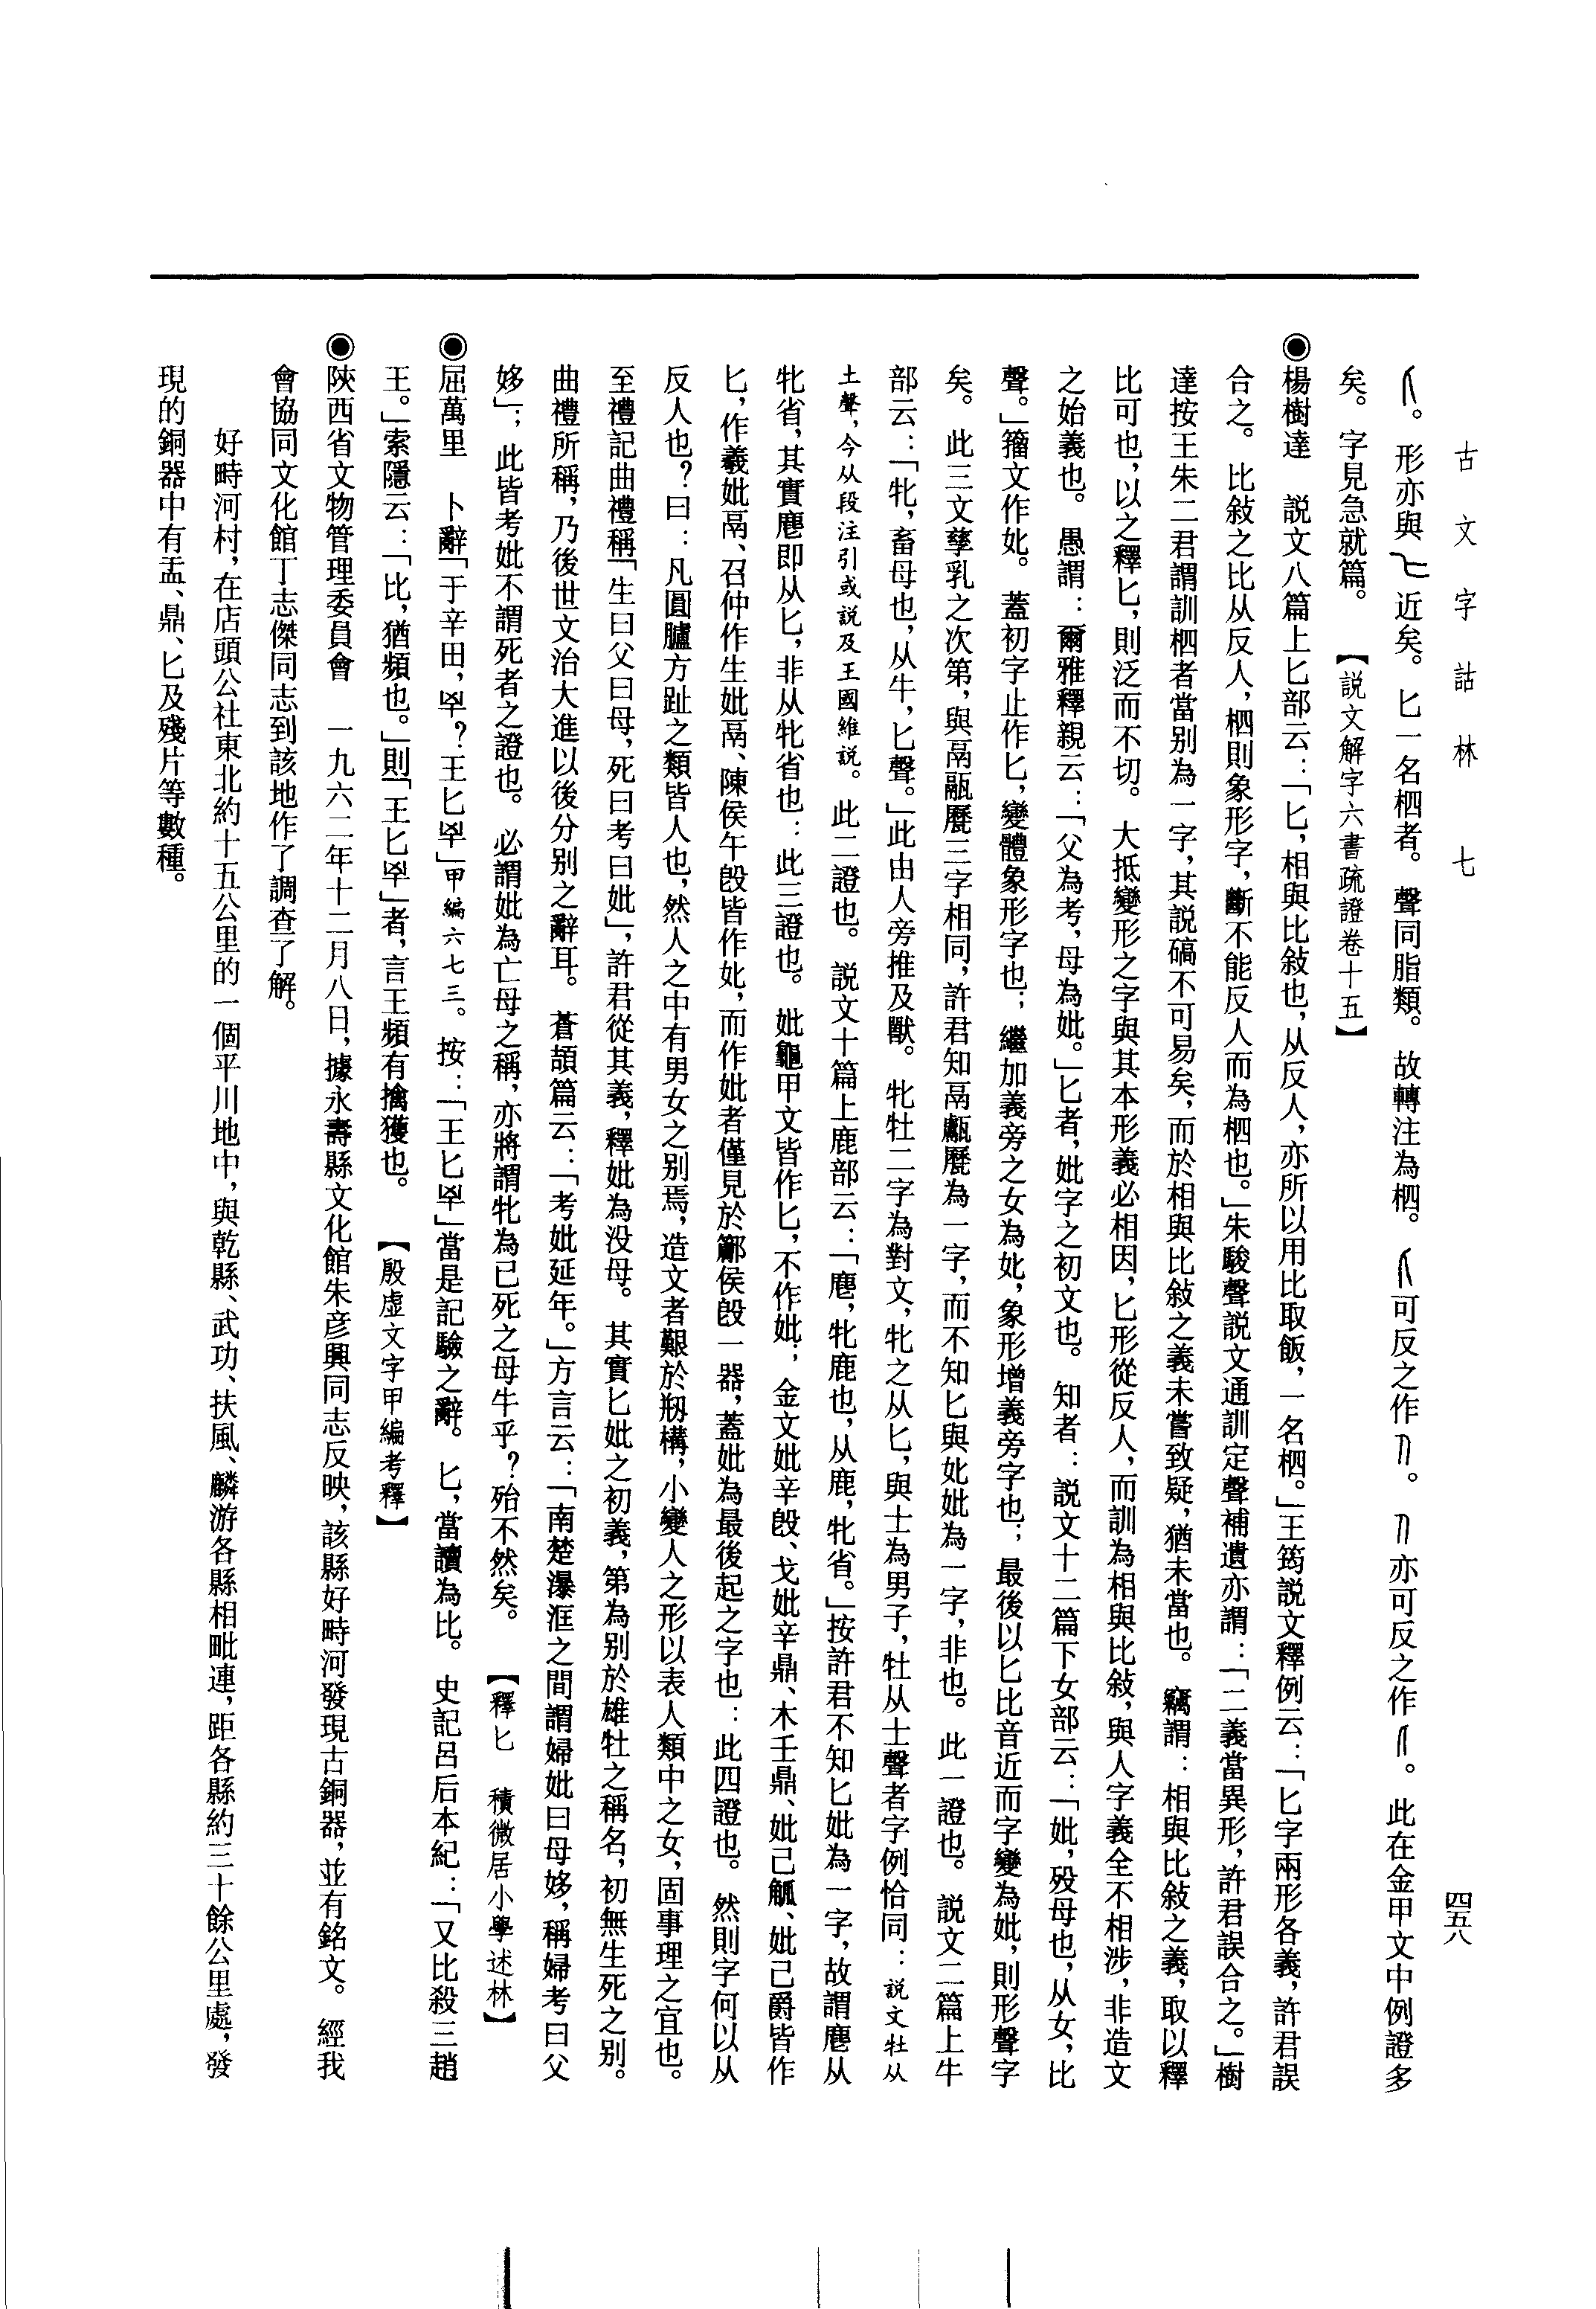 古文字詁林 七
四五八
。形亦與近矣。匕一名柶者。聲同脂類。故轉注為柶。可反之作。亦可反之作。此在金甲文中例證多
矣。字見急就篇。 【説文解字六書疏證卷十五】
◉楊樹達 説文八篇上匕部云：「匕，相與比敍也，从反人，亦所以用比取飯，一名柶。」王筠説文釋例云：「匕字兩形各義，許君誤
合之。比敍之比从反人，柶則象形字，斷不能反人而為柶也。」朱駿聲説文通訓定聲補遺亦謂：「二義當異形，許君誤合之。」樹
達按王朱二君謂訓柶者當别為一字，其説碻不可易矣，而於相與比敍之義未嘗致疑，猶未當也。竊謂：相與比敍之義，取以釋
比可也，以之釋匕，則泛而不切。大抵變形之字與其本形義必相因，匕形從反人，而訓為相與比敍，與人字義全不相涉，非造文
之始義也。愚謂：爾雅釋親云：「父為考，母為妣。」匕者，妣字之初文也。知者：説文十二篇下女部云：「妣，殁母也，从女，比
聲。」籀文作𡚧。蓋初字止作匕，變體象形字也；繼加義旁之女為𡚧，象形增義旁字也；最後以匕比音近而字變為妣，則形聲字
矣。此三文孳乳之次第，與鬲䰛䰜三字相同，許君知鬲䰛䰜為一字，而不知匕與𡚧妣為一字，非也。此一證也。説文二篇上牛
部云：「牝，畜母也，从牛，匕聲。」此由人旁推及獸。牝牡二字為對文，牝之从匕，與士為男子，牡从士聲者字例恰同：説文牡从
土聲，今从段注引或説及王國維説。此二證也。説文十篇上鹿部云：「麀，牝鹿也，从鹿，牝省。」按許君不知匕妣為一字，故謂麀从
牝省，其實麀即从匕，非从牝省也：此三證也。妣龜甲文皆作匕，不作妣；金文妣辛𣪘、戈妣辛鼎、木壬鼎、妣己觚、妣己爵皆作
匕，作義妣鬲、召仲作生妣鬲、陳侯午𣪘皆作𡚧，而作妣者僅見於鄦侯𣪘一器，蓋妣為最後起之字也：此四證也。然則字何以从
反人也？曰：凡圓臚方趾之類皆人也，然人之中有男女之别焉，造文者艱於剏構，小變人之形以表人類中之女，固事理之宜也。
至禮記曲禮稱「生曰父曰母，死曰考曰妣」，許君從其義，釋妣為没母。其實匕妣之初義，第為别於雄牡之稱名，初無生死之别。
曲禮所稱，乃後世文治大進以後分别之辭耳。蒼頡篇云：「考妣延年。」方言云：「南楚瀑洭之間謂婦妣曰母姼，稱婦考曰父
姼」；此皆考妣不謂死者之證也。必謂妣為亡母之稱，亦將謂牝為已死之母牛乎？殆不然矣。 【釋匕 積微居小學述林】
◉屈萬里 卜辭「于辛田，𢆉？王匕𢆉」甲編六七三。按：「王匕𢆉」當是記驗之辭。匕，當讀為比。史記呂后本紀：「又比殺三趙
王。」索隱云：「比，猶頻也。」則「王匕𢆉」者，言王頻有擒獲也。 【殷虛文字甲編考釋】
◉陝西省文物管理委員會 一九六二年十二月八日，據永壽縣文化館朱彦興同志反映，該縣好畤河發現古銅器，並有銘文。經我
會協同文化館丁志傑同志到該地作了調查了解。
好畤河村，在店頭公社東北約十五公里的一個平川地中，與乾縣、武功、扶風、麟游各縣相毗連，距各縣約三十餘公里處，發
現的銅器中有盂、鼎、匕及殘片等數種。